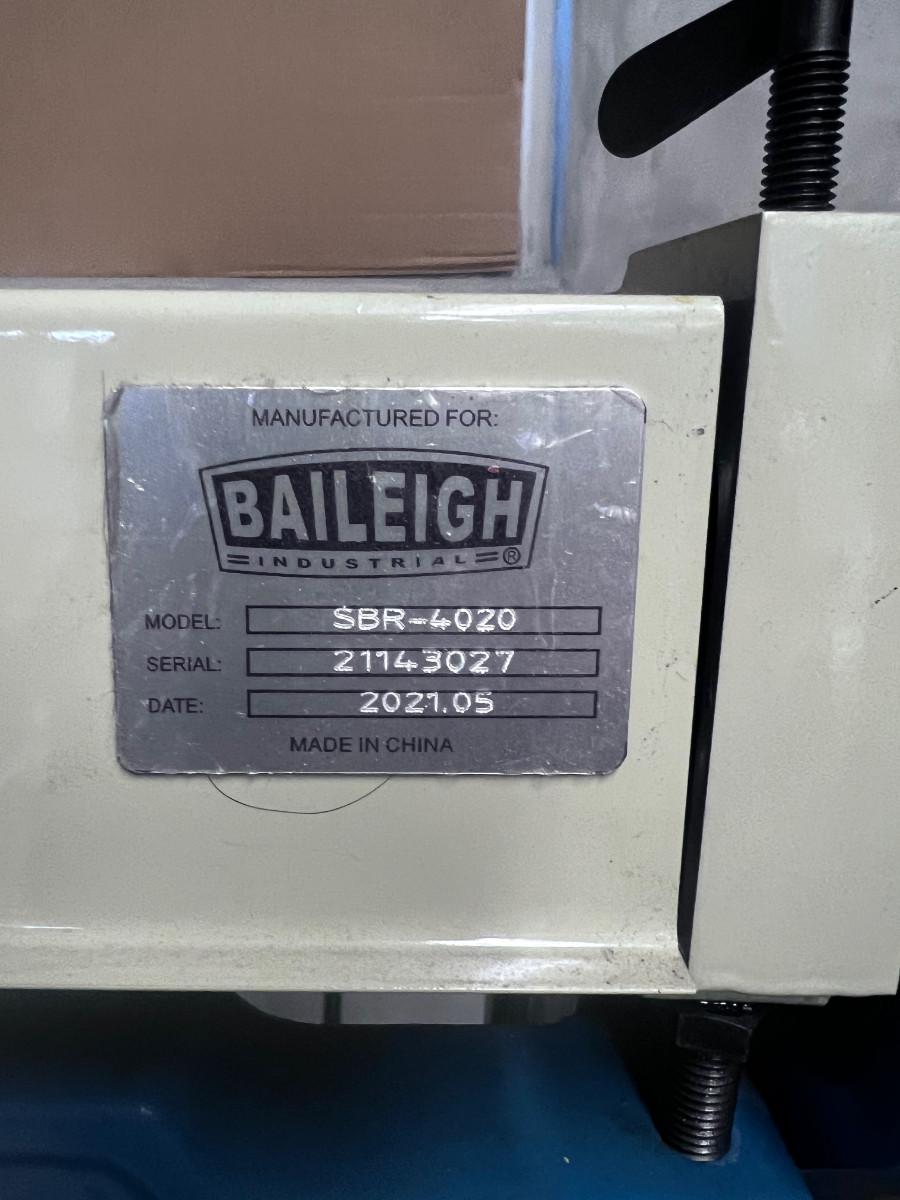 MANUFACTURED FOR:
BAILEIGH
INDUSTRIAL ®
MODEL: SBR-4020
SERIAL: 21143027
DATE: 2021.05
MADE IN CHINA